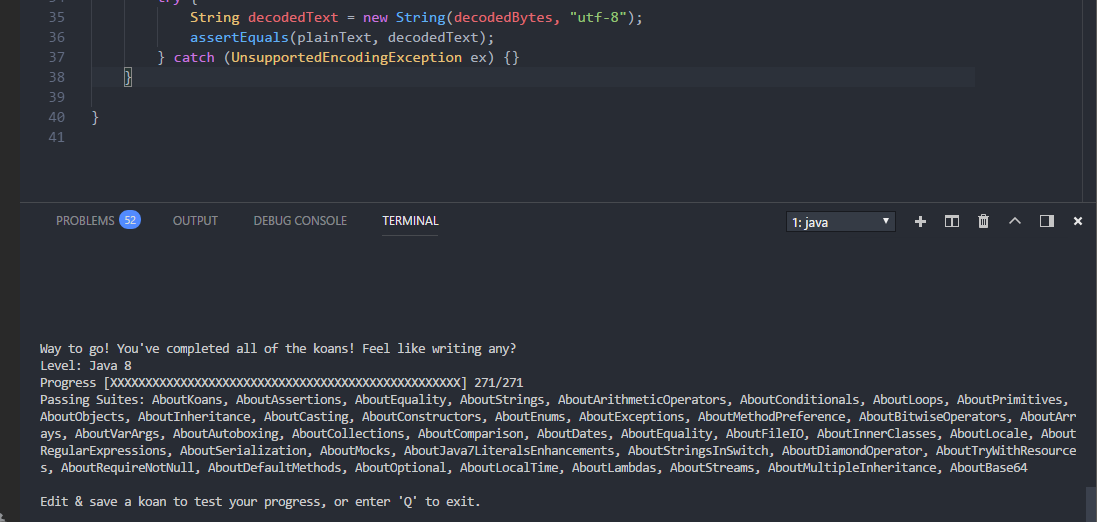 try {
35 String decodedText = new String(decodedBytes, "utf-8");
36 assertEquals(plainText, decodedText);
37 } catch (UnsupportedEncodingException ex) {}
38 }
39
40 }
41
PROBLEMS 52 OUTPUT DEBUG CONSOLE TERMINAL 1: java
Way to go! You've completed all of the koans! Feel like writing any?
Level: Java 8
Progress [XXXXXXXXXXXXXXXXXXXXXXXXXXXXXXXXXXXXXXXXXXXXXXXXXX] 271/271
Passing Suites: AboutKoans, AboutAssertions, AboutEquality, AboutStrings, AboutArithmeticOperators, AboutConditionals, AboutLoops, AboutPrimitives,
AboutObjects, AboutInheritance, AboutCasting, AboutConstructors, AboutEnums, AboutExceptions, AboutMethodPreference, AboutBitwiseOperators, AboutArr
ays, AboutVarArgs, AboutAutoboxing, AboutCollections, AboutComparison, AboutDates, AboutEquality, AboutFileIO, AboutInnerClasses, AboutLocale, About
RegularExpressions, AboutSerialization, AboutMocks, AboutJava7LiteralsEnhancements, AboutStringsInSwitch, AboutDiamondOperator, AboutTryWithResource
s, AboutRequireNotNull, AboutDefaultMethods, AboutOptional, AboutLocalTime, AboutLambdas, AboutStreams, AboutMultipleInheritance, AboutBase64
Edit & save a koan to test your progress, or enter 'Q' to exit.